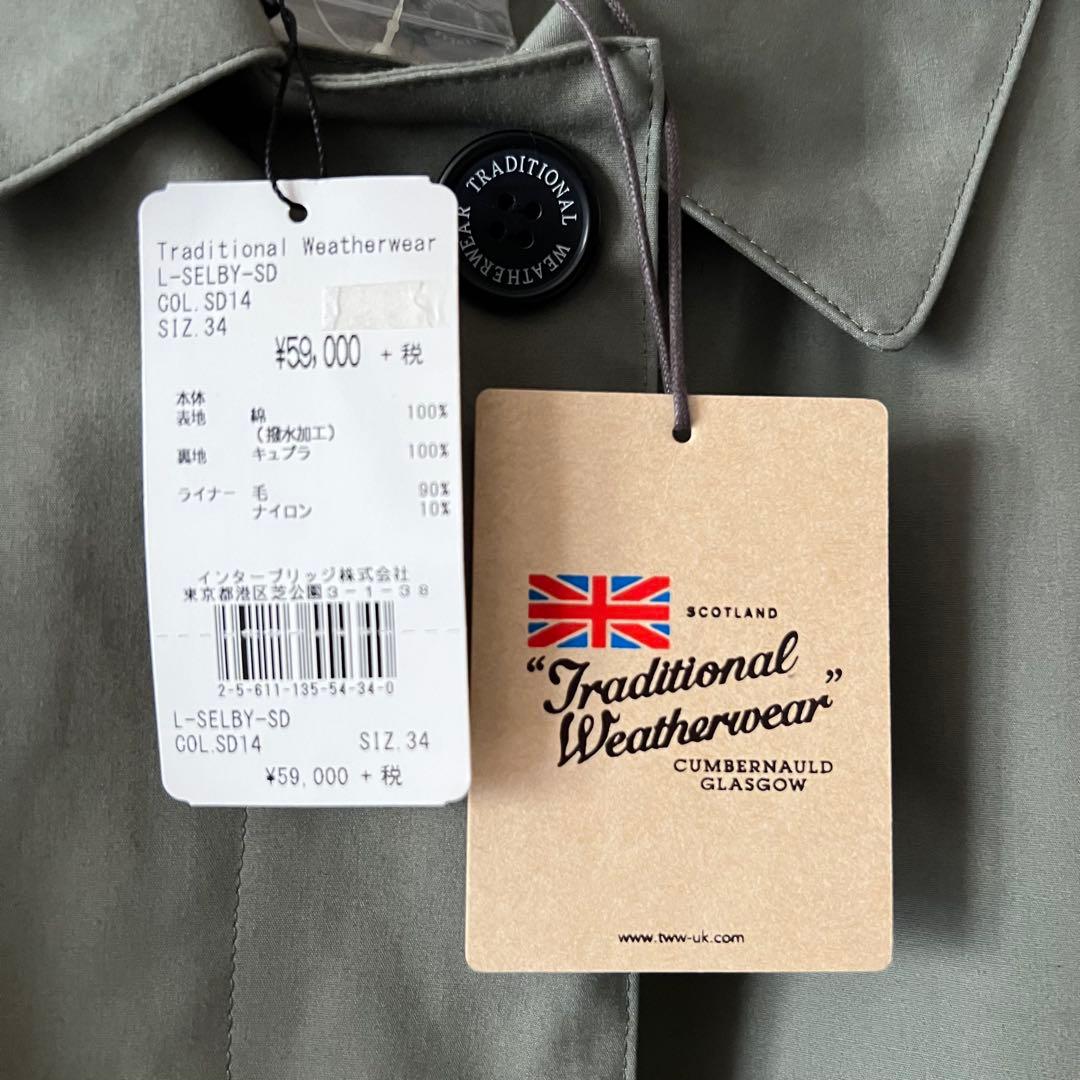 TRADITIONAL WEATHERWEAR
Traditional Weatherwear
L-SELBY-SD
COL.SD14
SIZ.34
¥59,000 +税
本体
表地 綿 100%
(撥水加工)
裏地 キュプラ 100%
ライナー 毛 90%
ナイロン 10%
インターブリッジ株式会社
東京都港区芝公園3-1-38
2-5-611-135-54-34-0
L-SELBY-SD
COL.SD14 SIZ.34
¥59,000 +税
SCOTLAND
"Traditional
Weatherwear"
CUMBERNAULD
GLASGOW
www.tww-uk.com